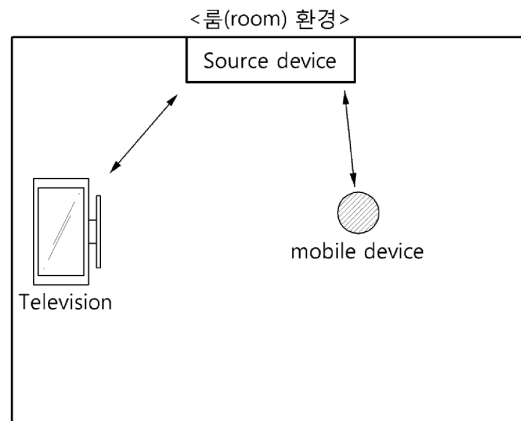 <룸(room) 환경>
Source device
mobile device
Television